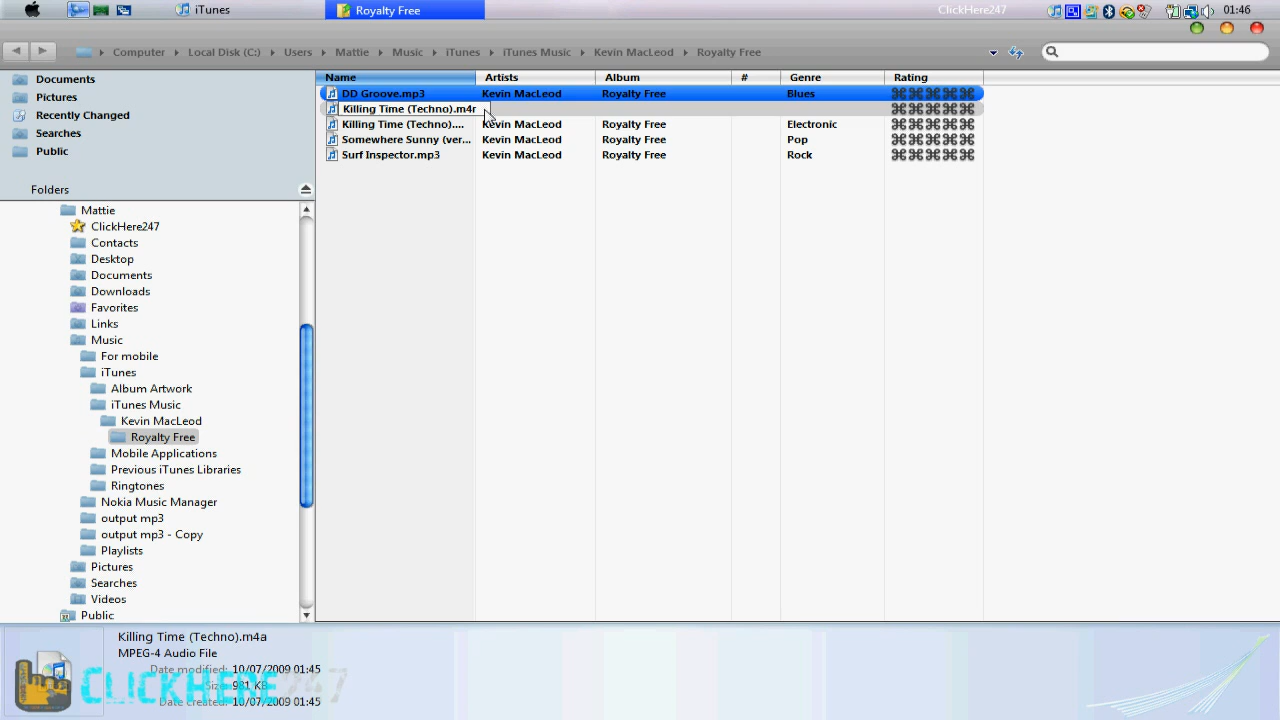 iTunes
Royalty Free
ClickHere247
01:46
Computer
Local Disk (C:)
Users
Mattie
Music
iTunes
iTunes Music
Kevin MacLeod
Royalty Free
Documents
Pictures
Recently Changed
Searches
Public
Folders
Mattie
ClickHere247
Contacts
Desktop
Documents
Downloads
Favorites
Links
Music
For mobile
iTunes
Album Artwork
iTunes Music
Kevin MacLeod
Royalty Free
Mobile Applications
Previous iTunes Libraries
Ringtones
Nokia Music Manager
output mp3
output mp3 - Copy
Playlists
Pictures
Searches
Videos
Public
Name Artists Album # Genre Rating
DD Groove.mp3 Kevin MacLeod Royalty Free Blues
Killing Time (Techno).m4r
Killing Time (Techno).... Kevin MacLeod Royalty Free Electronic
Somewhere Sunny (ver... Kevin MacLeod Royalty Free Pop
Surf Inspector.mp3 Kevin MacLeod Royalty Free Rock
Killing Time (Techno).m4a
MPEG-4 Audio File
Date modified: 10/07/2009 01:45
Size: 981 KB
Date created: 10/07/2009 01:45
ClickHere247